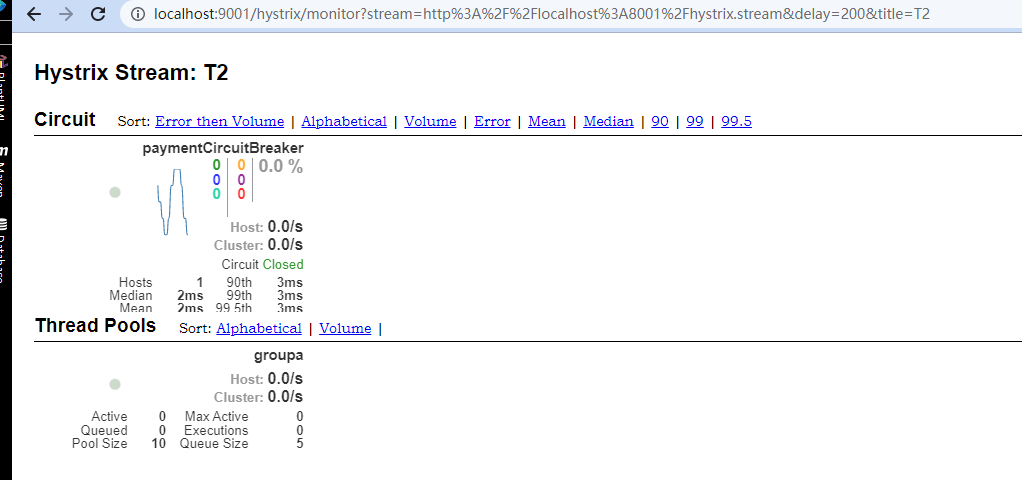 localhost:9001/hystrix/monitor?stream=http%3A%2F%2Flocalhost%3A8001%2Fhystrix.stream&delay=200&title=T2
Hystrix Stream: T2
Circuit Sort: Error then Volume | Alphabetical | Volume | Error | Mean | Median | 90 | 99 | 99.5
paymentCircuitBreaker
0 0 0.0 %
0 0
0 0
Host: 0.0/s
Cluster: 0.0/s
Circuit Closed
Hosts 1 90th 3ms
Median 2ms 99th 3ms
Mean 2ms 99.5th 3ms
Thread Pools Sort: Alphabetical | Volume |
groupa
Host: 0.0/s
Cluster: 0.0/s
Active 0 Max Active 0
Queued 0 Executions 0
Pool Size 10 Queue Size 5
Maven
Database